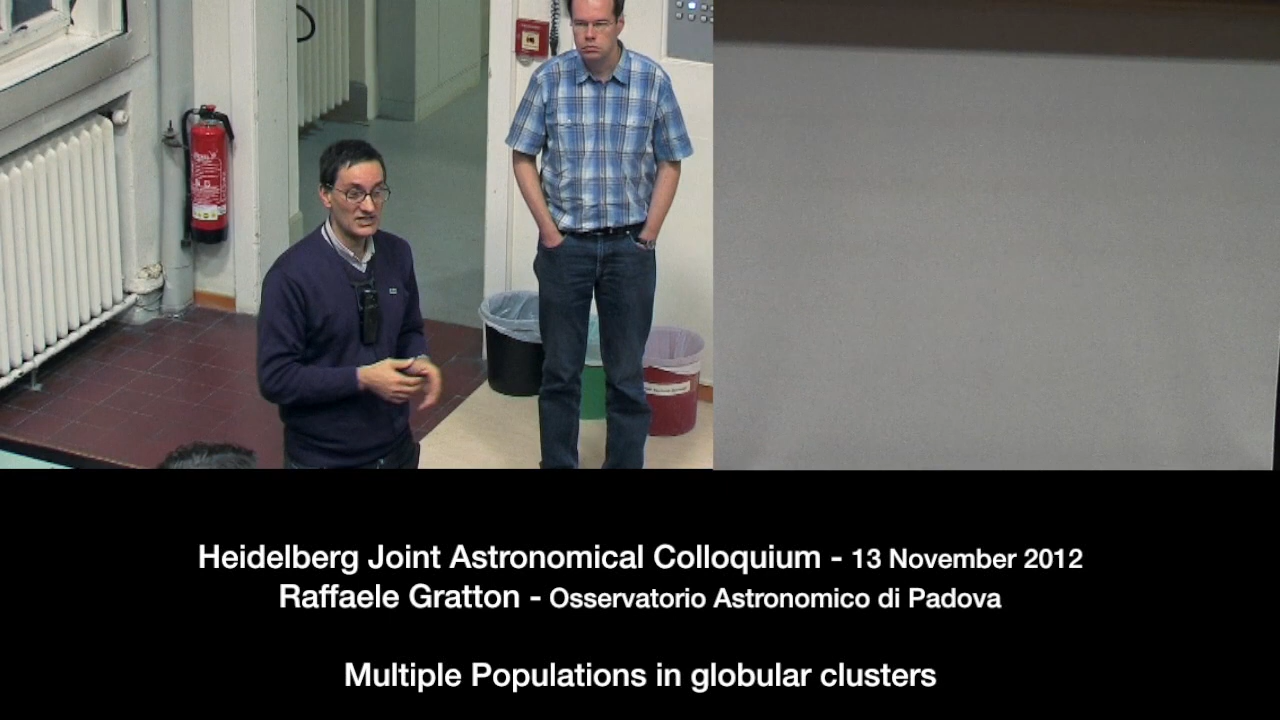 Heidelberg Joint Astronomical Colloquium - 13 November 2012
Raffaele Gratton - Osservatorio Astronomico di Padova
Multiple Populations in globular clusters